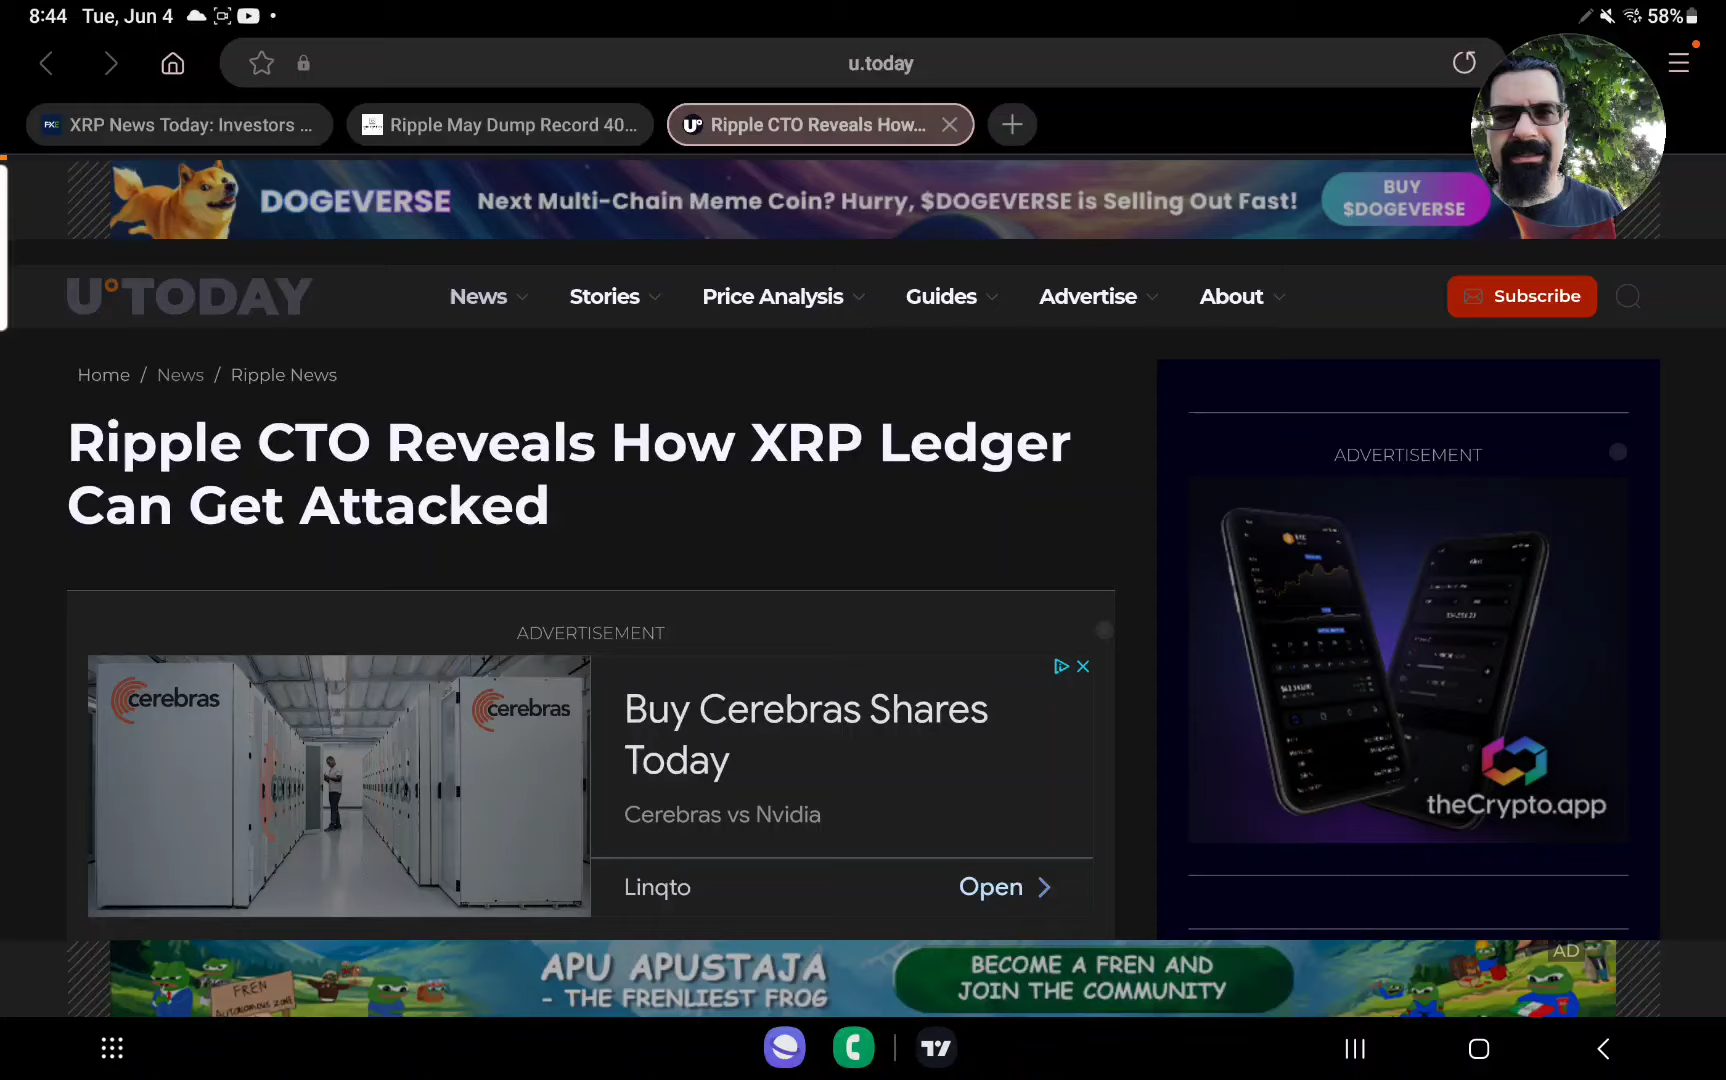 8:44 Tue, Jun 4
58%
u.today
XRP News Today: Investors ...
Ripple May Dump Record 40...
Ripple CTO Reveals How...
DOGEVERSE Next Multi-Chain Meme Coin? Hurry, $DOGEVERSE is Selling Out Fast!
BUY
$DOGEVERSE
U°TODAY
News
Stories
Price Analysis
Guides
Advertise
About
Subscribe
Home / News / Ripple News
Ripple CTO Reveals How XRP Ledger
Can Get Attacked
ADVERTISEMENT
theCrypto.app
ADVERTISEMENT
cerebras
cerebras
Buy Cerebras Shares
Today
Cerebras vs Nvidia
Linqto
Open
AD
FREN
AUTONOMOUS ZONE
APU APUSTAJA
- THE FRENLIEST FROG
BECOME A FREN AND
JOIN THE COMMUNITY